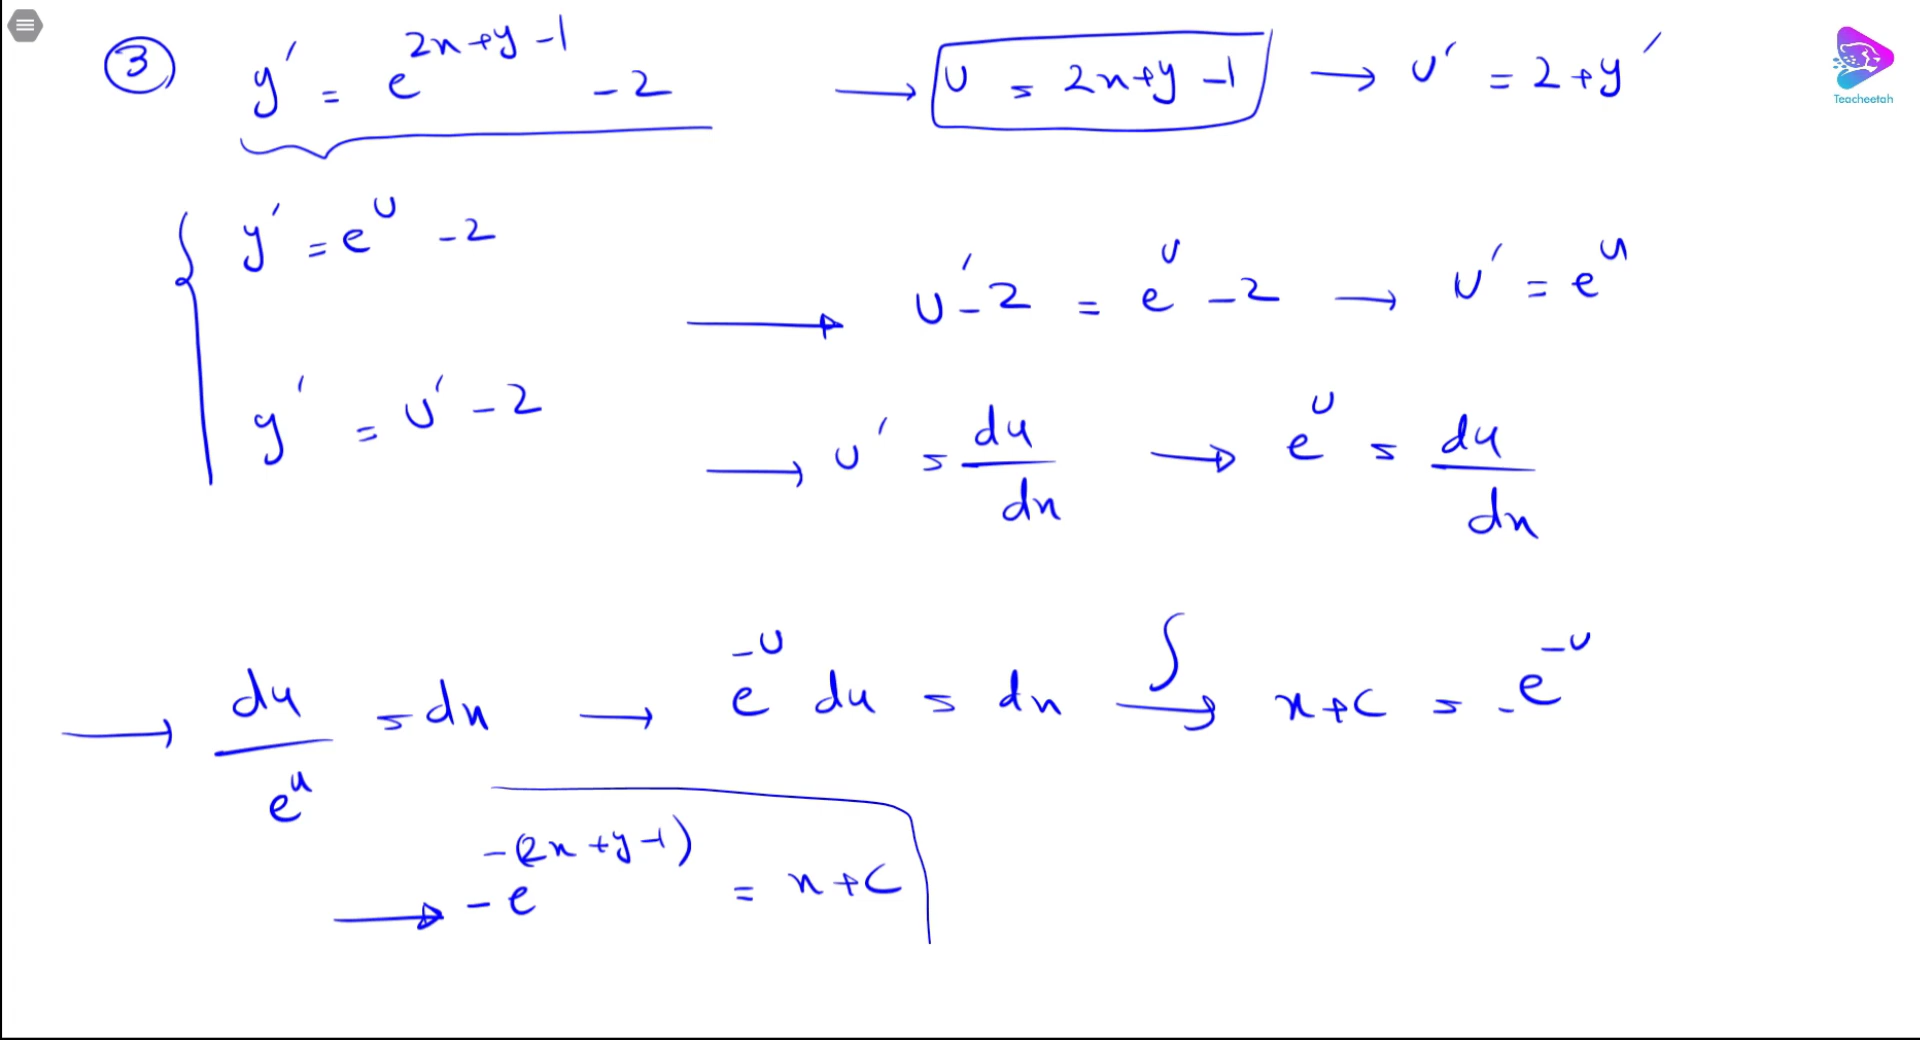 ③ y' = e^{2x+y-1} - 2 → u = 2x+y-1 → u' = 2+y'
Teacheetah
y' = e^u - 2
→ u' - 2 = e^u - 2 → u' = e^u
y' = u' - 2
→ u' = du/dx → e^u = du/dx
→ du/e^u = dx → e^{-u} du = dx ∫→ x+c = -e^{-u}
→ -e^{-(2x+y-1)} = x+c